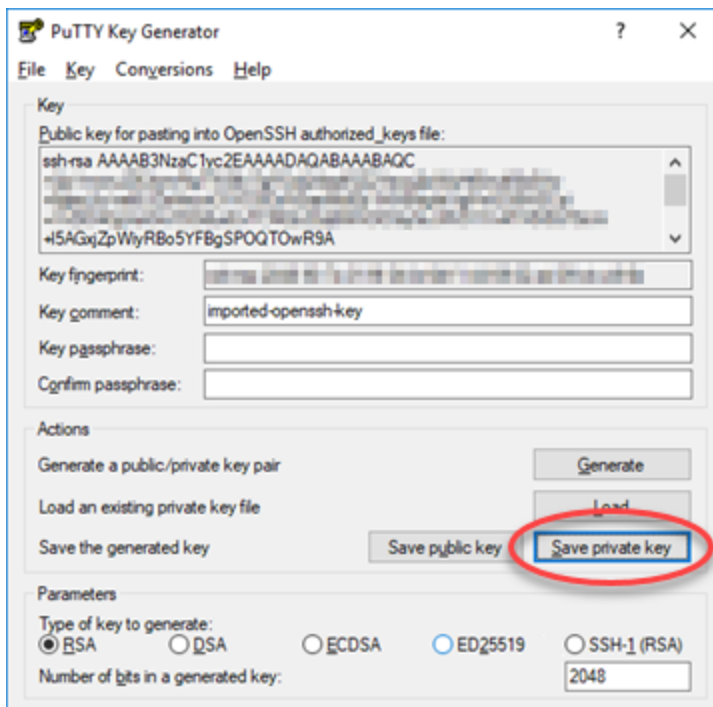 PuTTY Key Generator ? ×
File Key Conversions Help
Key
Public key for pasting into OpenSSH authorized_keys file:
ssh-rsa AAAAB3NzaC1yc2EAAAADAQABAAABAQC
+I5AGxjZpWiyRBo5YFBgSPOQTOwR9A
Key fingerprint:
Key comment: imported-openssh-key
Key passphrase:
Confirm passphrase:
Actions
Generate a public/private key pair Generate
Load an existing private key file Load
Save the generated key Save public key Save private key
Parameters
Type of key to generate:
RSA DSA ECDSA ED25519 SSH-1 (RSA)
Number of bits in a generated key: 2048